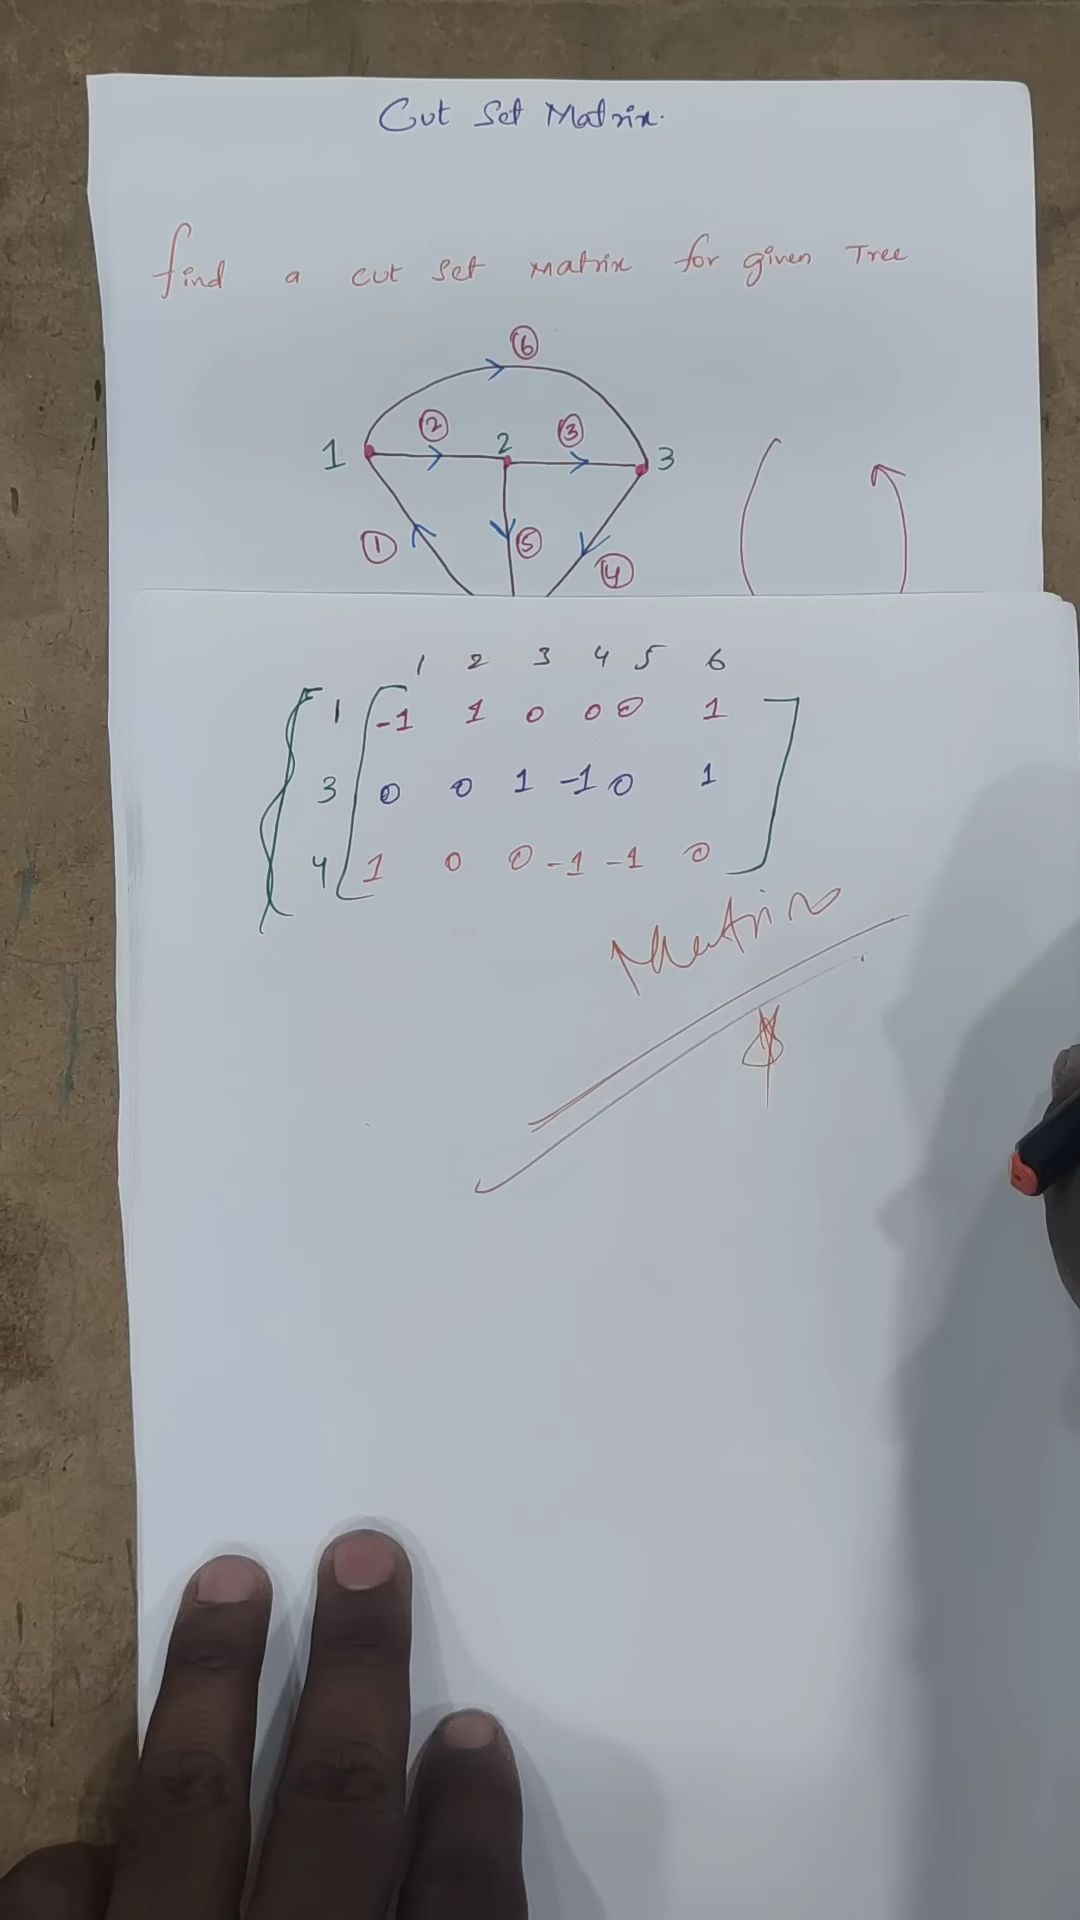 Cut Set Matrix.
find a cut set matrix for given Tree
6
2
3
1
2
3
1
5
4
1 2 3 4 5 6
1 -1 1 0 0 0 1
3 0 0 1 -1 0 1
4 1 0 0 -1 -1 0